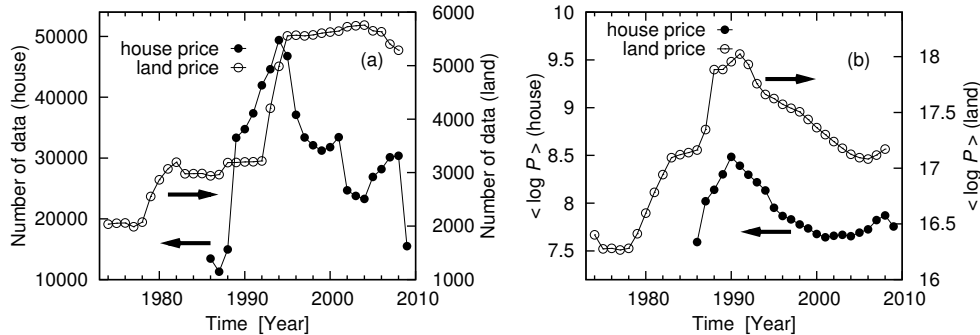 Number of data (house)
50000
40000
30000
20000
10000
house price
land price
(a)
6000
5000
4000
3000
2000
1000
Number of data (land)
1980
1990
2000
2010
Time [Year]
< log P > (house)
10
9.5
9
8.5
8
7.5
house price
land price
(b)
18
17.5
17
16.5
16
< log P > (land)
1980
1990
2000
2010
Time [Year]